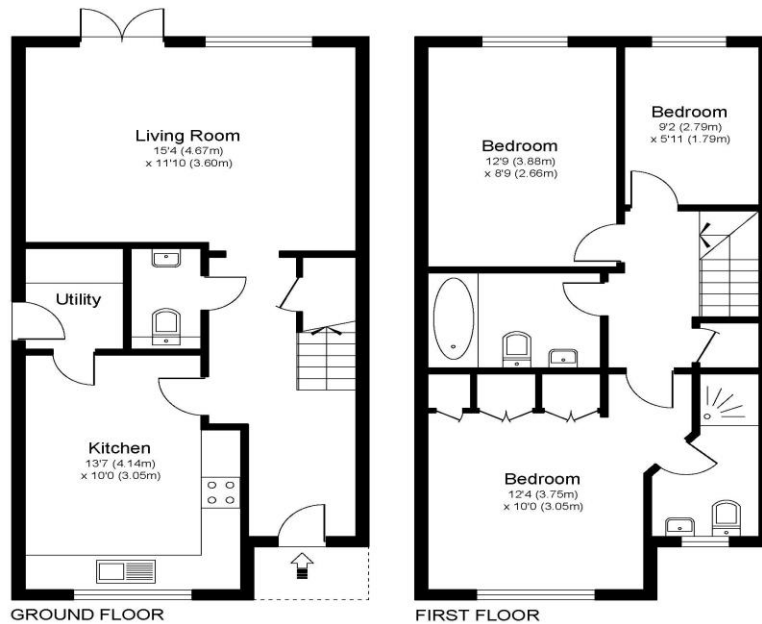 Living Room
15'4 (4.67m)
x 11'10 (3.60m)
Utility
Kitchen
13'7 (4.14m)
x 10'0 (3.05m)
GROUND FLOOR
Bedroom
12'9 (3.88m)
x 8'9 (2.66m)
Bedroom
9'2 (2.79m)
x 5'11 (1.79m)
Bedroom
12'4 (3.75m)
x 10'0 (3.05m)
FIRST FLOOR